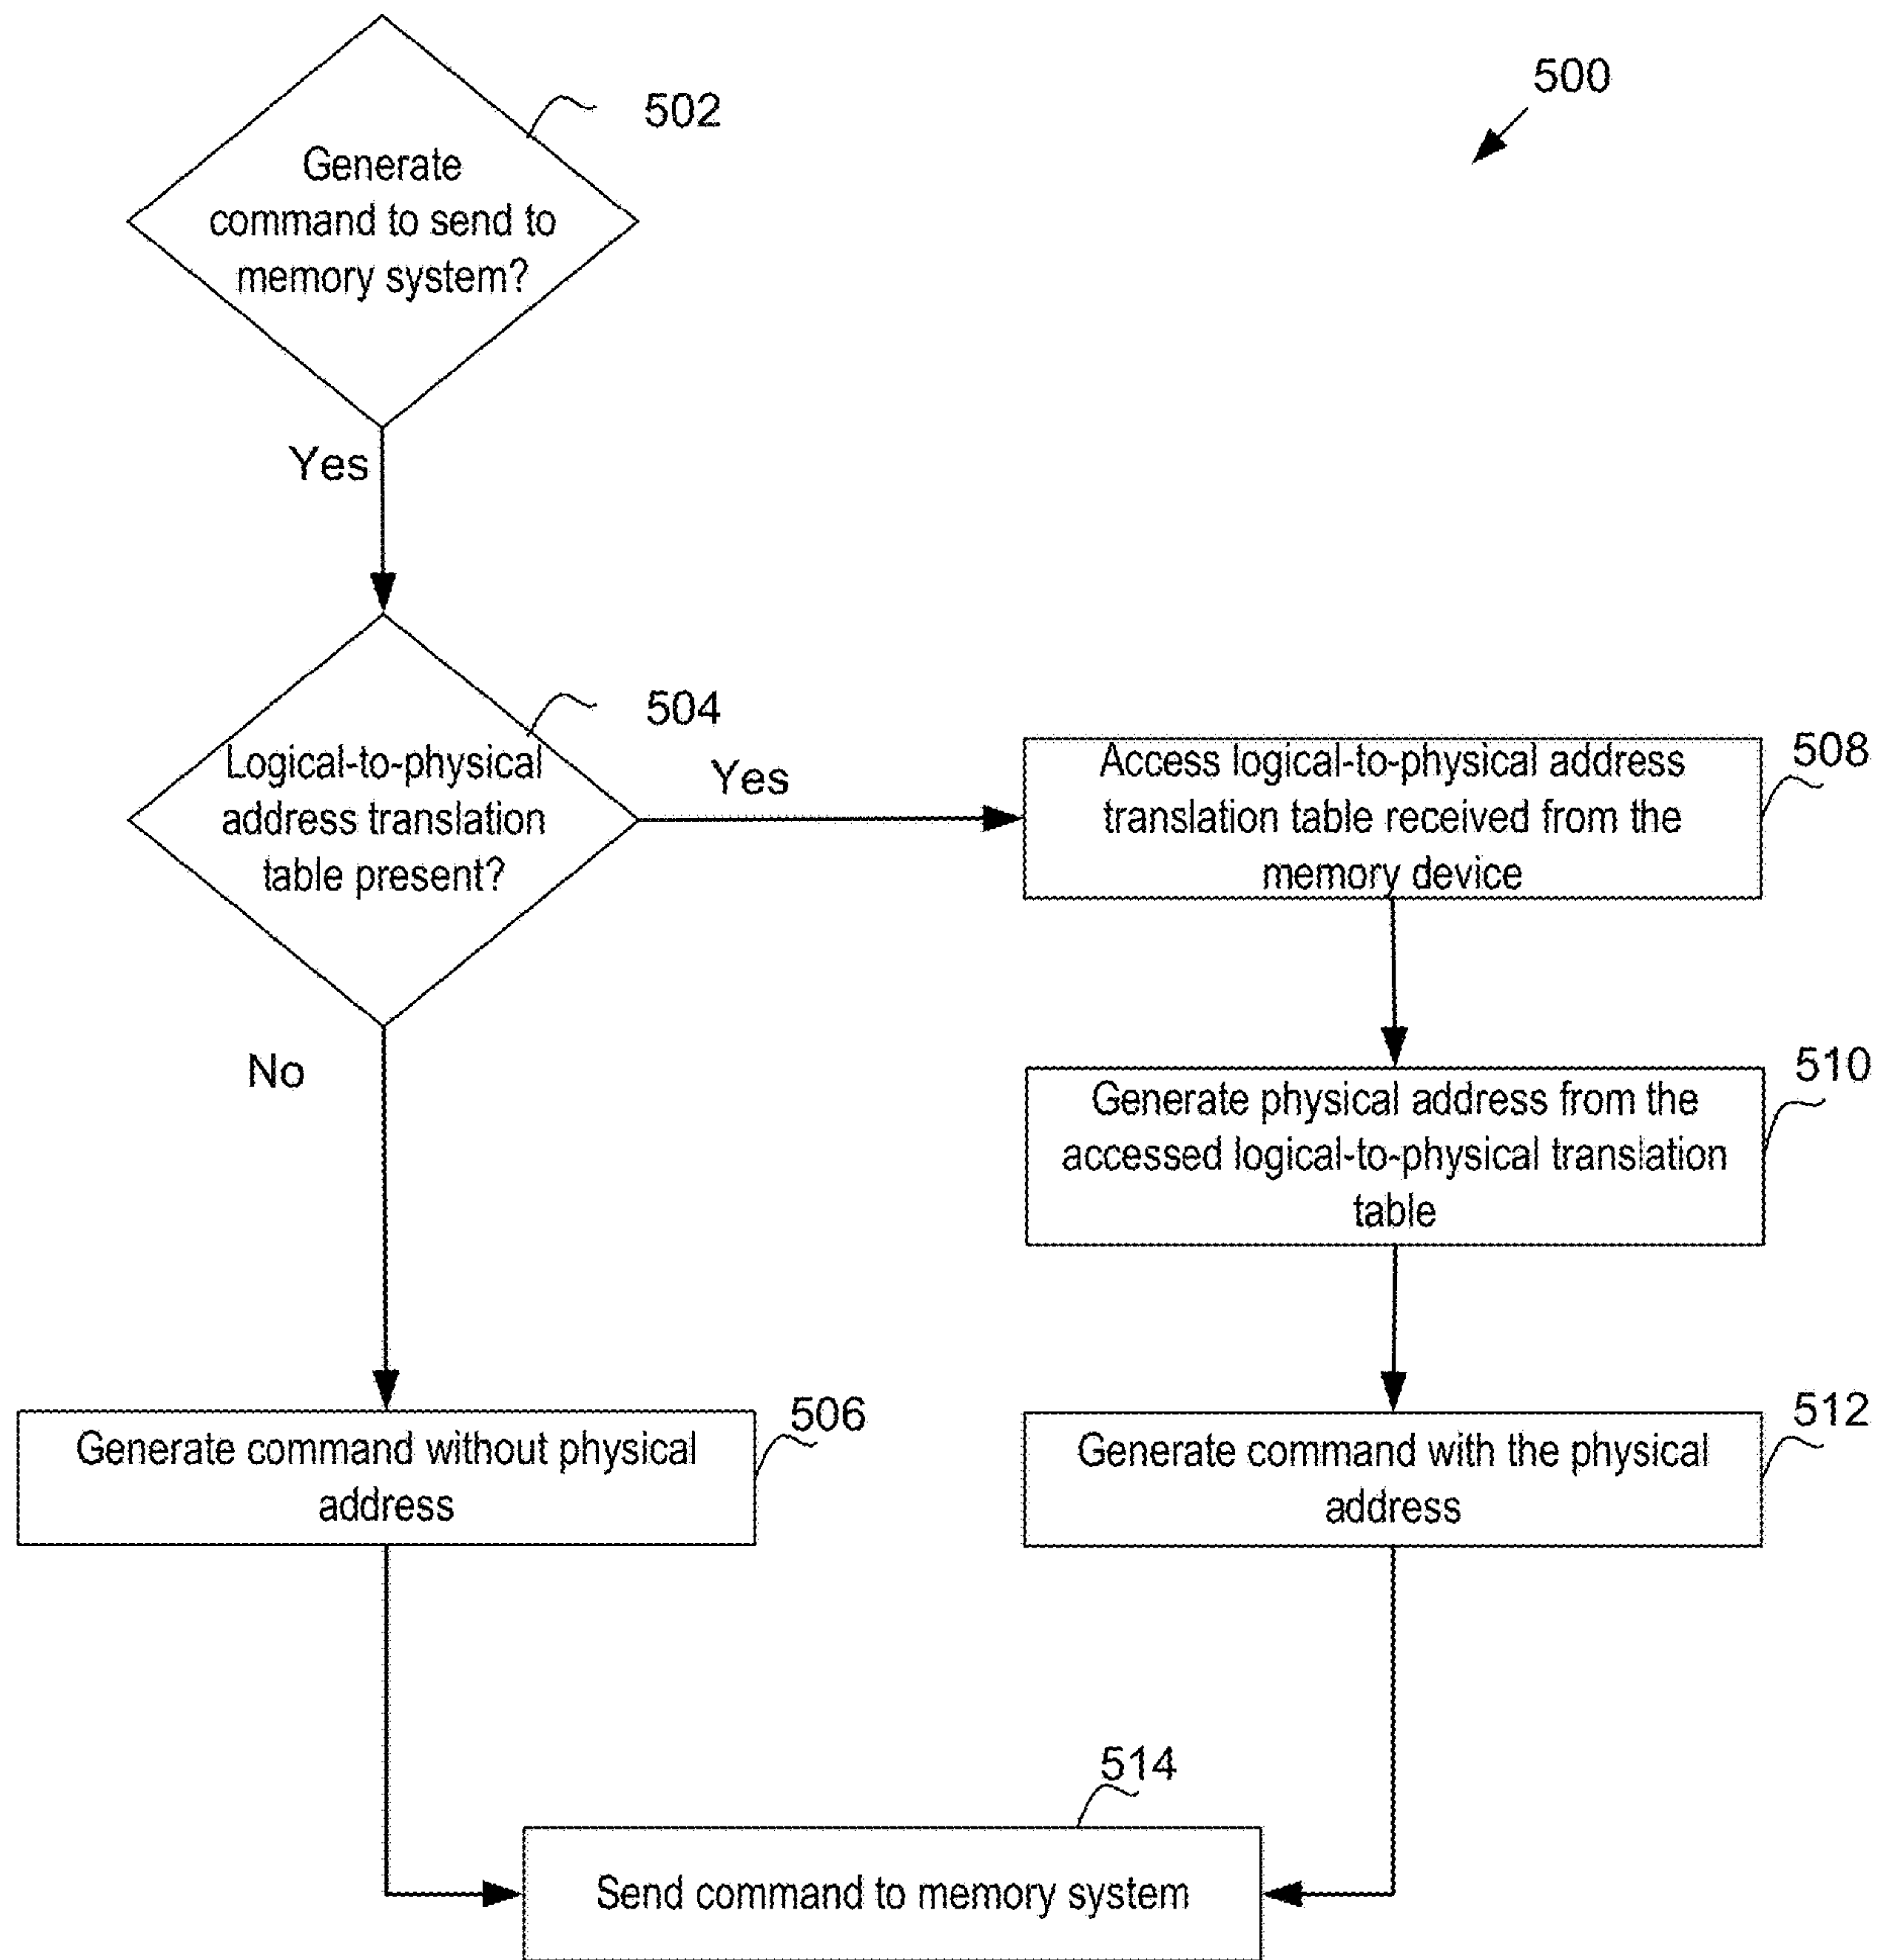 500
502
Generate
command to send to
memory system?
Yes
504
Logical-to-physical
address translation
table present?
Yes
508
Access logical-to-physical address
translation table received from the
memory device
No
510
Generate physical address from the
accessed logical-to-physical translation
table
506
Generate command without physical
address
512
Generate command with the physical
address
514
Send command to memory system